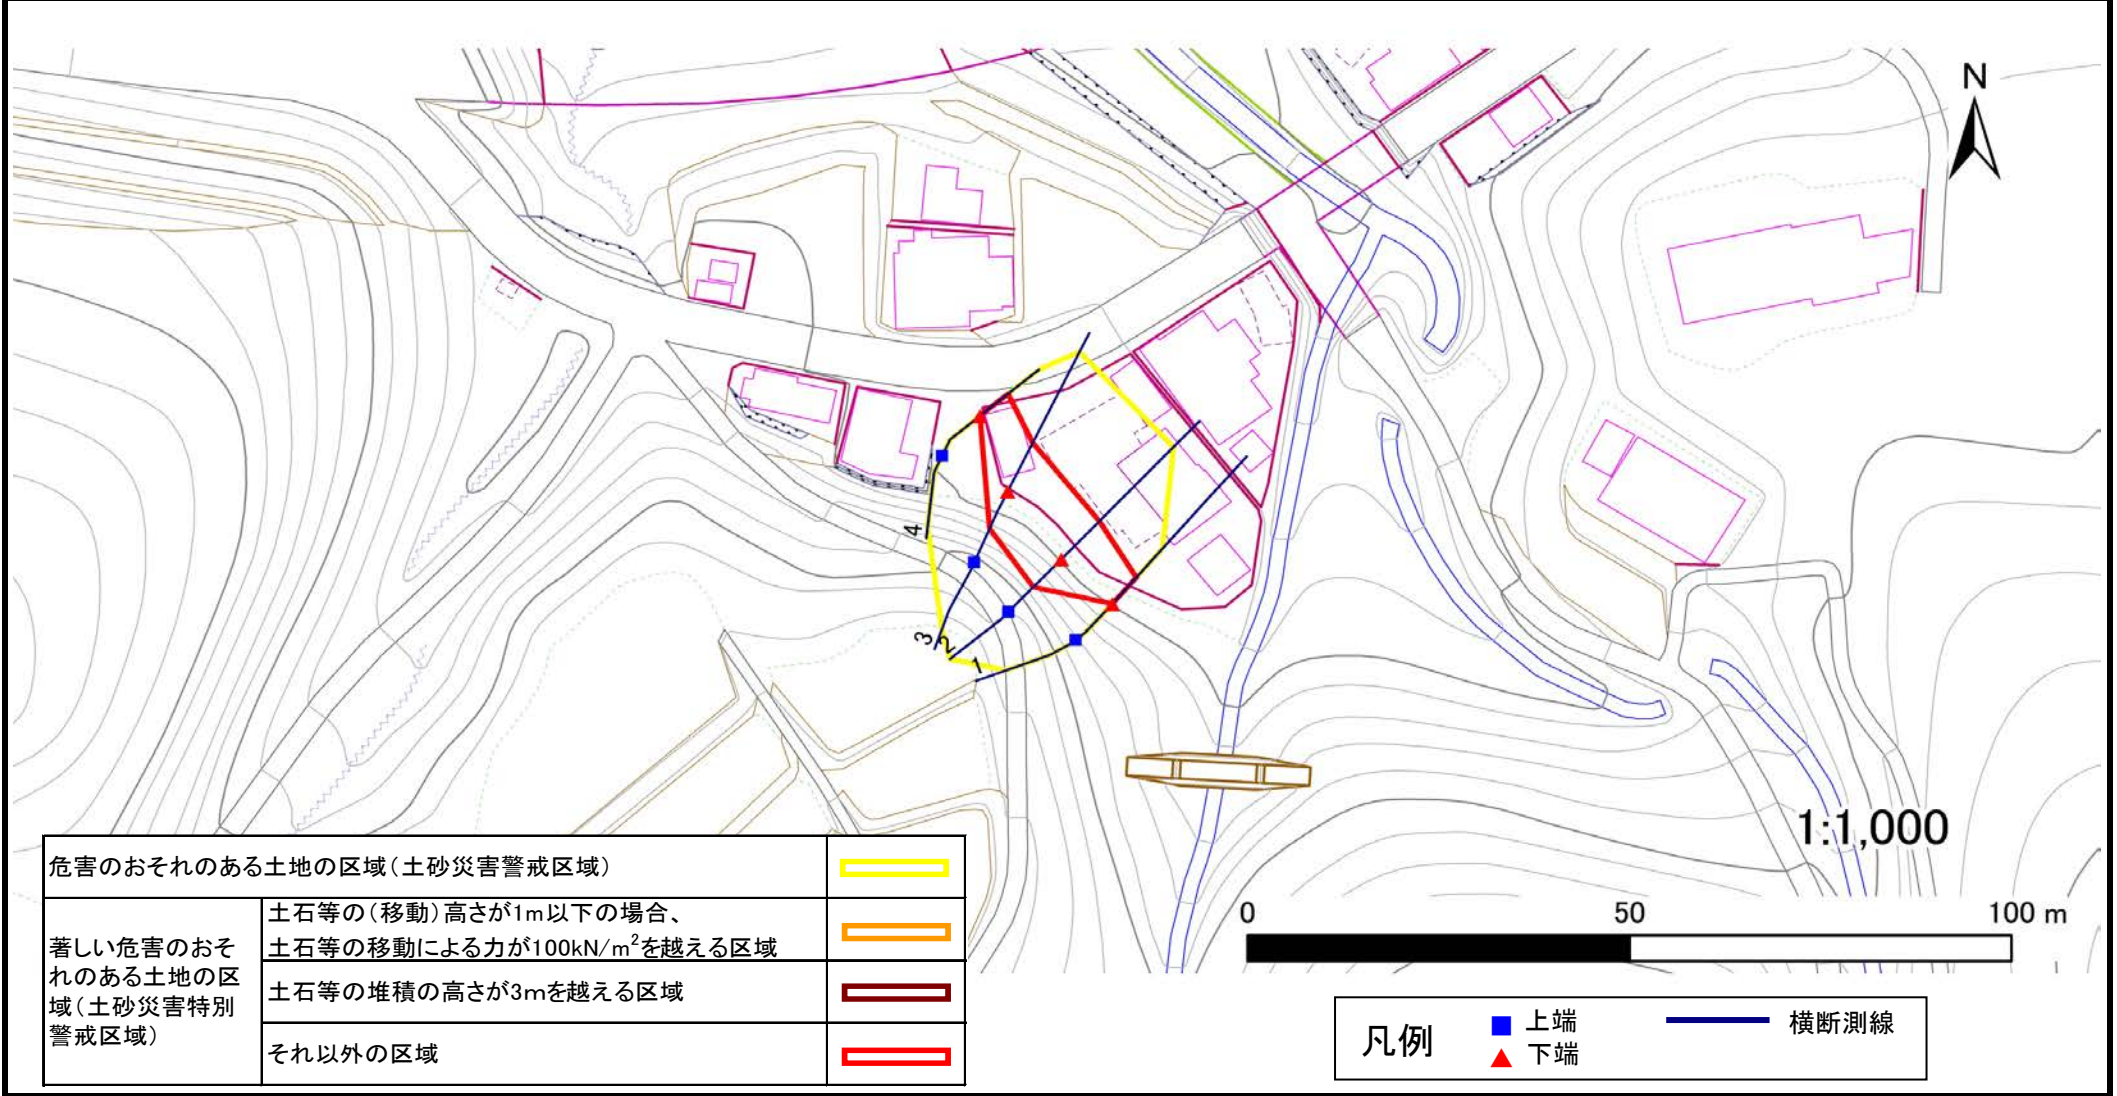 N
4
3
2
1
1:1,000
0
50
100 m
危害のおそれのある土地の区域(土砂災害警戒区域)
著しい危害のおそ
れのある土地の区
域(土砂災害特別
警戒区域)
土石等の(移動)高さが1m以下の場合、
土石等の移動による力が100kN/m²を越える区域
土石等の堆積の高さが3mを越える区域
それ以外の区域
凡例
上端
下端
横断測線